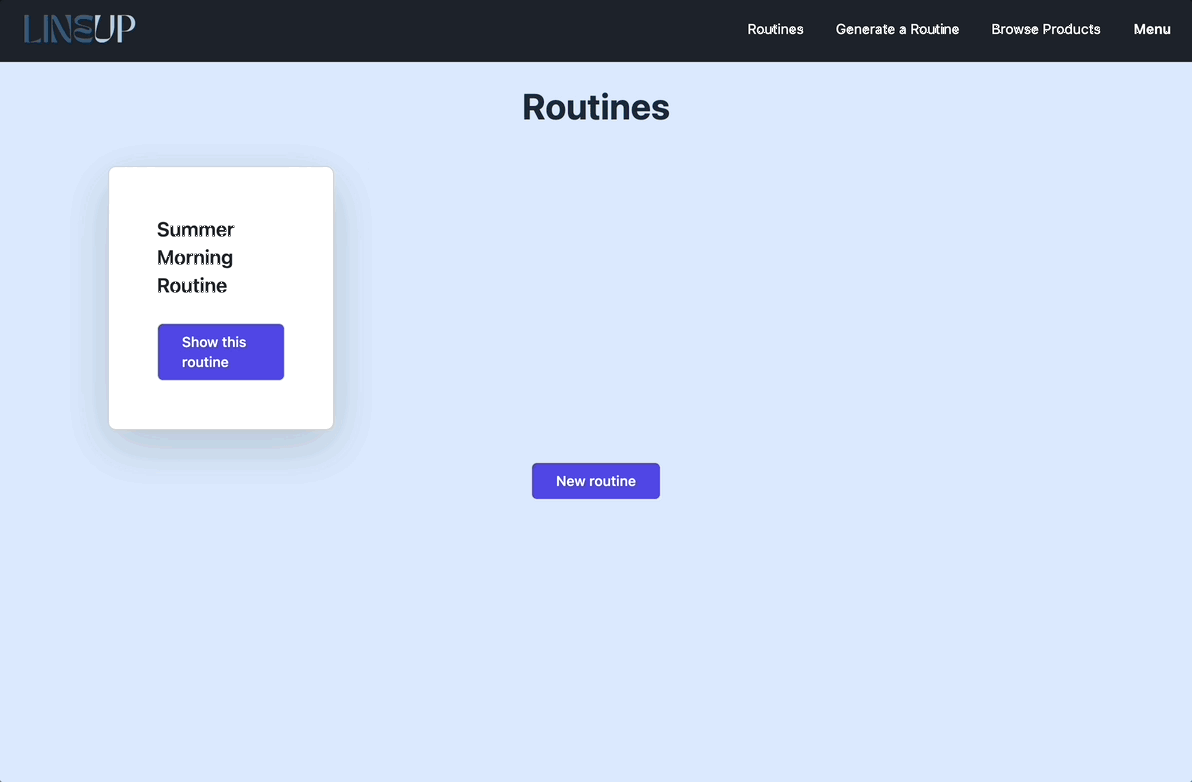 LINEUP
Routines
Generate a Routine
Browse Products
Menu
Routines
Summer
Morning
Routine
Show this
routine
New routine